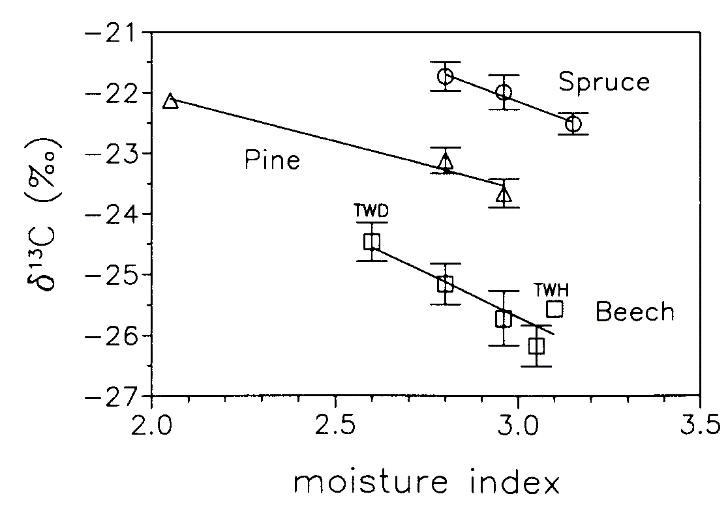 −21
−22
−23
−24
−25
−26
−27
δ¹³C (‰)
Spruce
Pine
TWD
TWH
Beech
2.0 2.5 3.0 3.5
moisture index